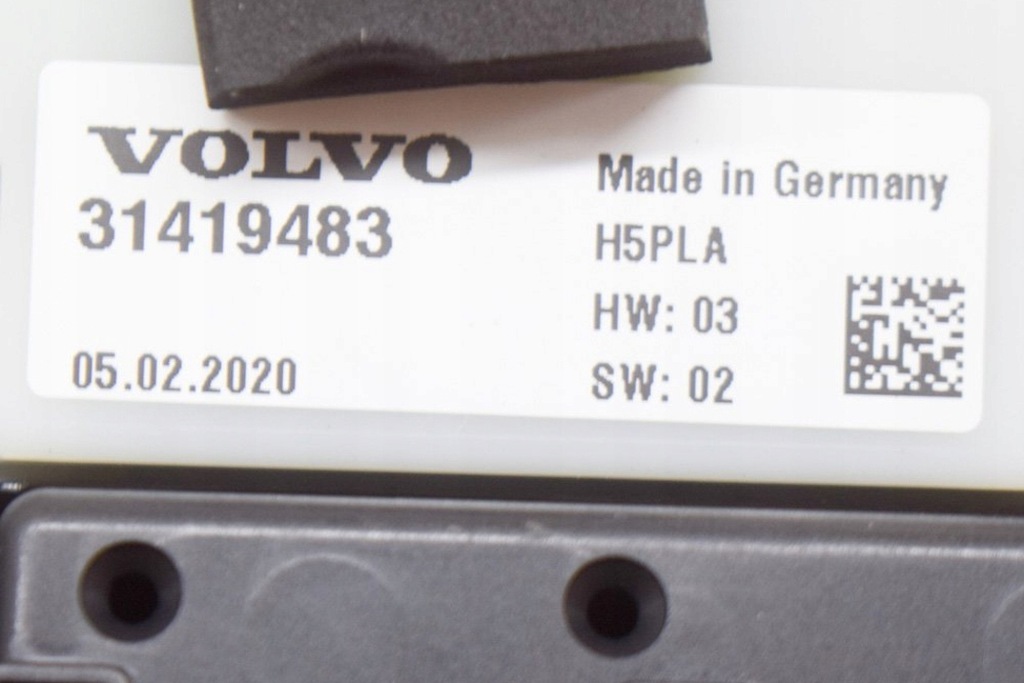 VOLVO
31419483
05.02.2020
Made in Germany
H5PLA
HW: 03
SW: 02